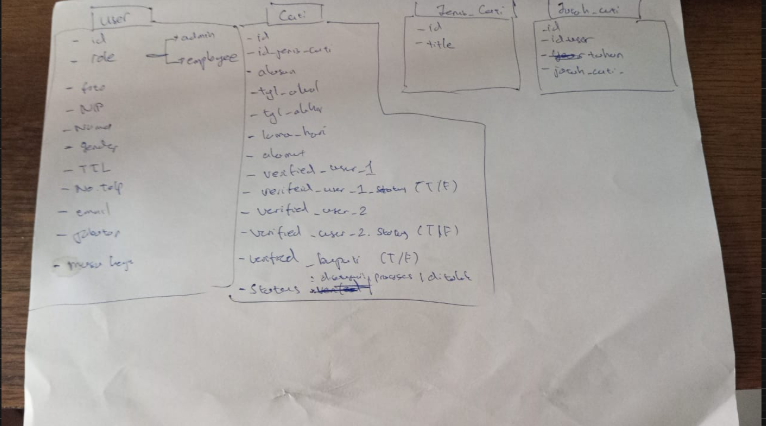 user
- id
- role
admin
employee
- foto
- NIP
- Nama
- Gender
- TTL
- No. Telp
- email
- jabatan
- masa kerja
Cuti
- id
- id_jenis_cuti
- alasan
- tgl_awal
- tgl_akhir
- lama_hari
- alamat
- verified_user_1
- verified_user_1_status (T/F)
- verified_user_2
- verified_user_2_status (T/F)
- verified_bupati (T/F)
- status : disetujui, proses, ditolak
Jenis_Cuti
- id
- title
Jatah_cuti
- id
- id user
- tahun
- jatah_cuti